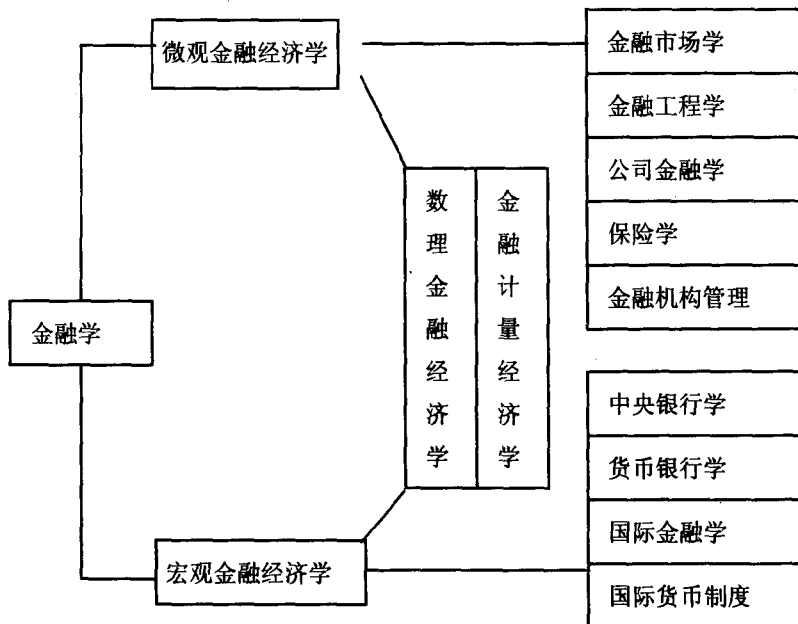 微观金融经济学
金融市场学
金融工程学
公司金融学
保险学
金融机构管理
数理金融经济学
金融计量经济学
金融学
中央银行学
货币银行学
国际金融学
国际货币制度
宏观金融经济学